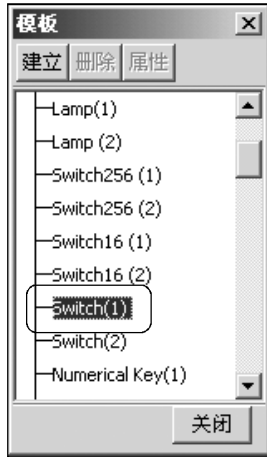 模板
建立 删除 属性
Lamp(1)
Lamp (2)
Switch256 (1)
Switch256 (2)
Switch16 (1)
Switch16 (2)
Switch(1)
Switch(2)
Numerical Key(1)
关闭